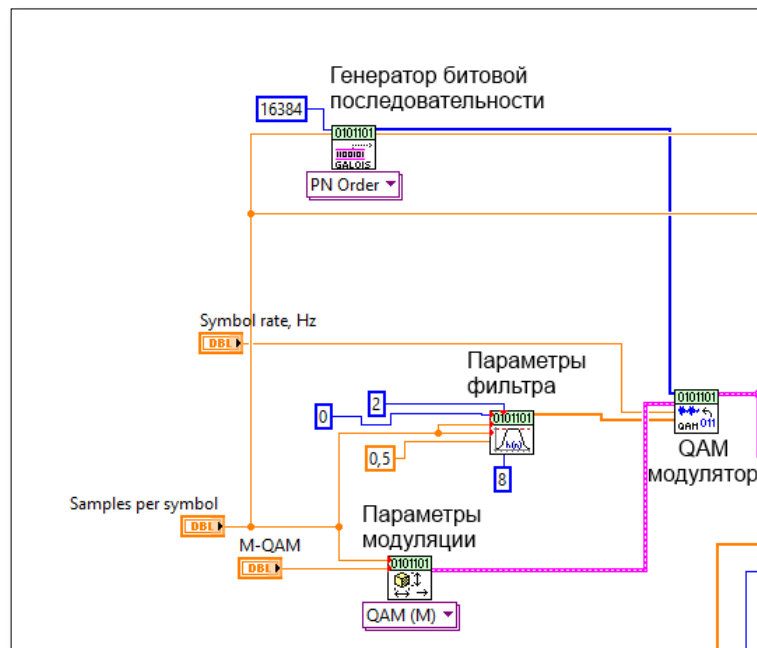 Генератор битовой
последовательности
16384
0101101
GALOIS
PN Order
Symbol rate, Hz
DBL
Параметры
фильтра
2
0
0101101
h(n)
0,5
8
0101101
QAM 011
QAM
модулятор
Samples per symbol
DBL
M-QAM
DBL
Параметры
модуляции
0101101
QAM (M)